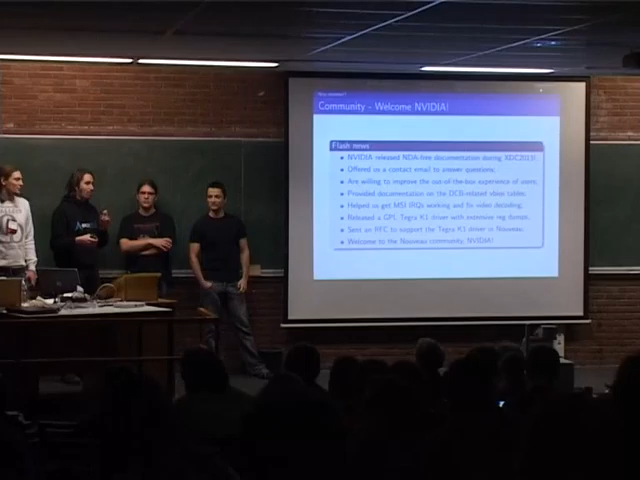 Community - Welcome NVIDIA!
Flash news
NVIDIA released NDA-free documentation during XDC2013;
Offered us a contact email to answer questions;
Are willing to improve the out-of-the-box experience of users;
Provided documentation on the DCB-related vbios tables;
Helped us get MSI IRQs working and fix video decoding;
Released a GPL Tegra K1 driver with extensive reg domain;
Sent an RFC to support the Tegra K1 driver in Nouveau;
Welcome to the Nouveau community, NVIDIA!